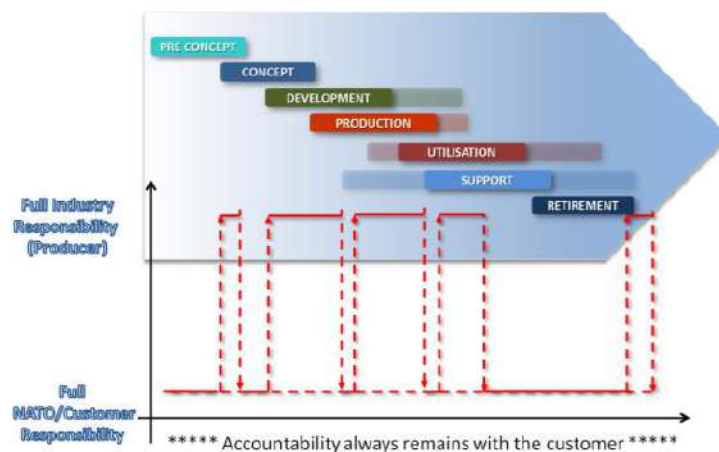 PRE CONCEPT
CONCEPT
DEVELOPMENT
PRODUCTION
UTILISATION
SUPPORT
RETIREMENT
Full Industry
Responsibility
(Producer)
Full
NATO/Customer
Responsibility
***** Accountability always remains with the customer *****